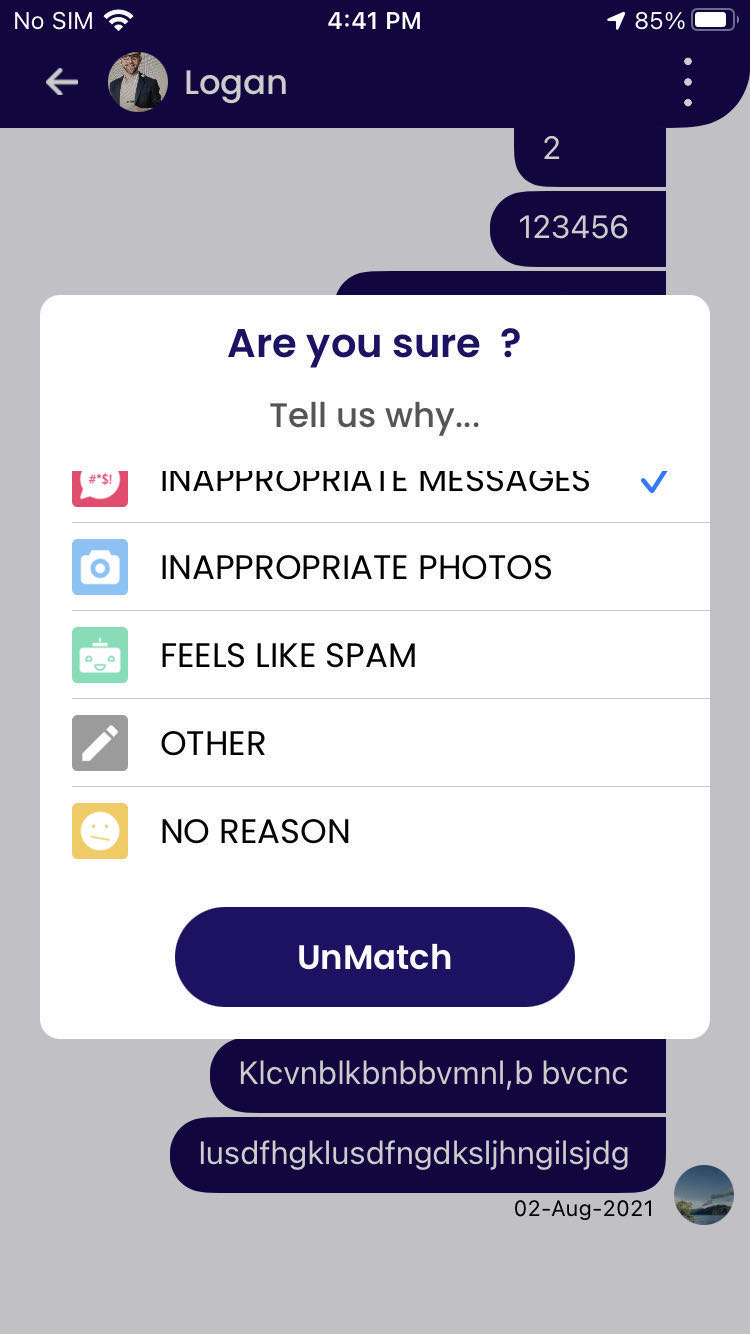 No SIM 4:41 PM 85%
Logan
2
123456
Are you sure ?
Tell us why...
#*$! INAPPROPRIATE MESSAGES
INAPPROPRIATE PHOTOS
FEELS LIKE SPAM
OTHER
NO REASON
UnMatch
Klcvnblkbnbbvmnl,b bvcnc
Iusdfhgklusdfngdksljhngilsjdg
02-Aug-2021